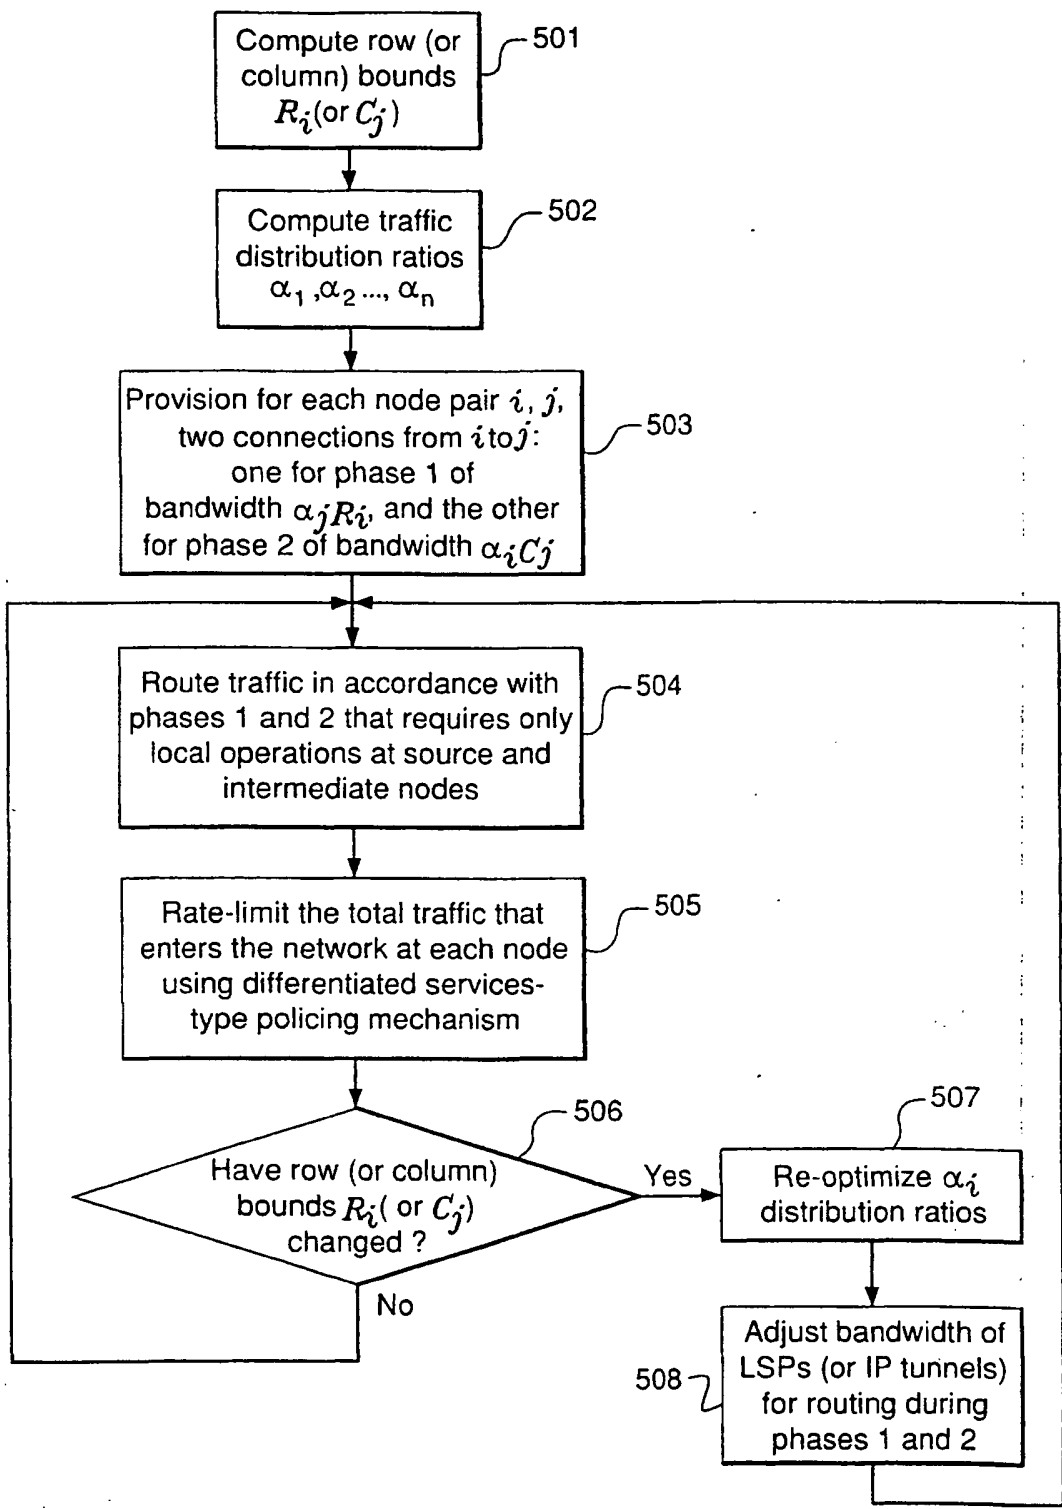 Compute row (or
column) bounds
R_i(or C_j)
501
Compute traffic
distribution ratios
α_1 ,α_2 ..., α_n
502
Provision for each node pair i, j,
two connections from i to j:
one for phase 1 of
bandwidth α_jR_i, and the other
for phase 2 of bandwidth α_iC_j
503
Route traffic in accordance with
phases 1 and 2 that requires only
local operations at source and
intermediate nodes
504
Rate-limit the total traffic that
enters the network at each node
using differentiated services-
type policing mechanism
505
Have row (or column)
bounds R_i( or C_j)
changed ?
506
Yes
No
Re-optimize α_i
distribution ratios
507
Adjust bandwidth of
LSPs (or IP tunnels)
for routing during
phases 1 and 2
508